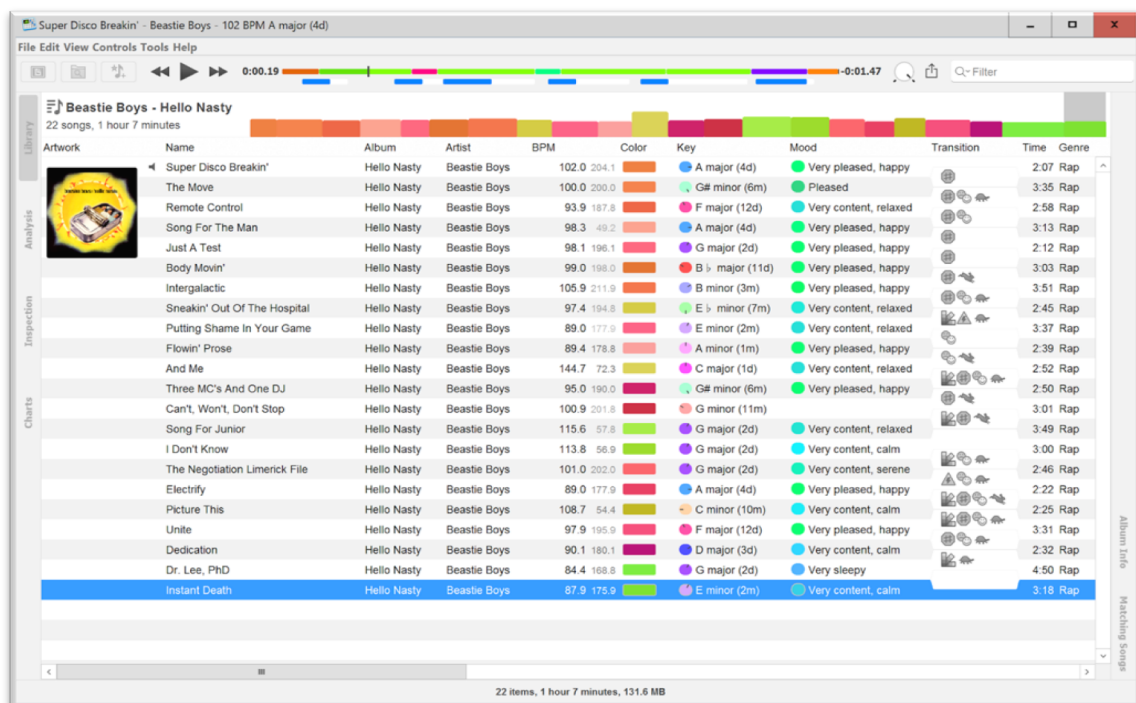 Super Disco Breakin' - Beastie Boys - 102 BPM A major (4d)
File Edit View Controls Tools Help
0:00.19 -0:01.47 Filter
Beastie Boys - Hello Nasty
22 songs, 1 hour 7 minutes
Artwork Name Album Artist BPM Color Key Mood Transition Time Genre
Super Disco Breakin' Hello Nasty Beastie Boys 102.0 204.1 A major (4d) Very pleased, happy 2:07 Rap
The Move Hello Nasty Beastie Boys 100.0 200.0 G# minor (6m) Pleased 3:35 Rap
Remote Control Hello Nasty Beastie Boys 93.9 187.8 F major (12d) Very content, relaxed 2:58 Rap
Song For The Man Hello Nasty Beastie Boys 98.3 49.2 A major (4d) Very pleased, happy 3:13 Rap
Just A Test Hello Nasty Beastie Boys 98.1 196.1 G major (2d) Very pleased, happy 2:12 Rap
Body Movin' Hello Nasty Beastie Boys 99.0 198.0 B♭ major (11d) Very pleased, happy 3:03 Rap
Intergalactic Hello Nasty Beastie Boys 105.9 211.9 B minor (3m) Very pleased, happy 3:51 Rap
Sneakin' Out Of The Hospital Hello Nasty Beastie Boys 97.4 194.8 E♭ minor (7m) Very content, relaxed 2:45 Rap
Putting Shame In Your Game Hello Nasty Beastie Boys 89.0 177.9 E minor (2m) Very content, relaxed 3:37 Rap
Flowin' Prose Hello Nasty Beastie Boys 89.4 178.8 A minor (1m) Very pleased, happy 2:39 Rap
And Me Hello Nasty Beastie Boys 144.7 72.3 C major (1d) Very content, relaxed 2:52 Rap
Three MC's And One DJ Hello Nasty Beastie Boys 95.0 190.0 G# minor (6m) Very pleased, happy 2:50 Rap
Can't, Won't, Don't Stop Hello Nasty Beastie Boys 100.9 201.8 G minor (11m) 3:01 Rap
Song For Junior Hello Nasty Beastie Boys 115.6 57.8 G major (2d) Very content, relaxed 3:49 Rap
I Don't Know Hello Nasty Beastie Boys 113.8 56.9 G major (2d) Very content, calm 3:00 Rap
The Negotiation Limerick File Hello Nasty Beastie Boys 101.0 202.0 G major (2d) Very content, serene 2:46 Rap
Electrify Hello Nasty Beastie Boys 89.0 177.9 A major (4d) Very pleased, happy 2:22 Rap
Picture This Hello Nasty Beastie Boys 108.7 54.4 C minor (10m) Very content, calm 2:25 Rap
Unite Hello Nasty Beastie Boys 97.9 195.9 F major (12d) Very pleased, happy 3:31 Rap
Dedication Hello Nasty Beastie Boys 90.1 180.1 D major (3d) Very content, calm 2:32 Rap
Dr. Lee, PhD Hello Nasty Beastie Boys 84.4 168.8 G major (2d) Very sleepy 4:50 Rap
Instant Death Hello Nasty Beastie Boys 87.9 175.9 E minor (2m) Very content, calm 3:18 Rap
22 items, 1 hour 7 minutes, 131.6 MB
Library
Analysis
Inspection
Charts
Album Info
Matching Songs